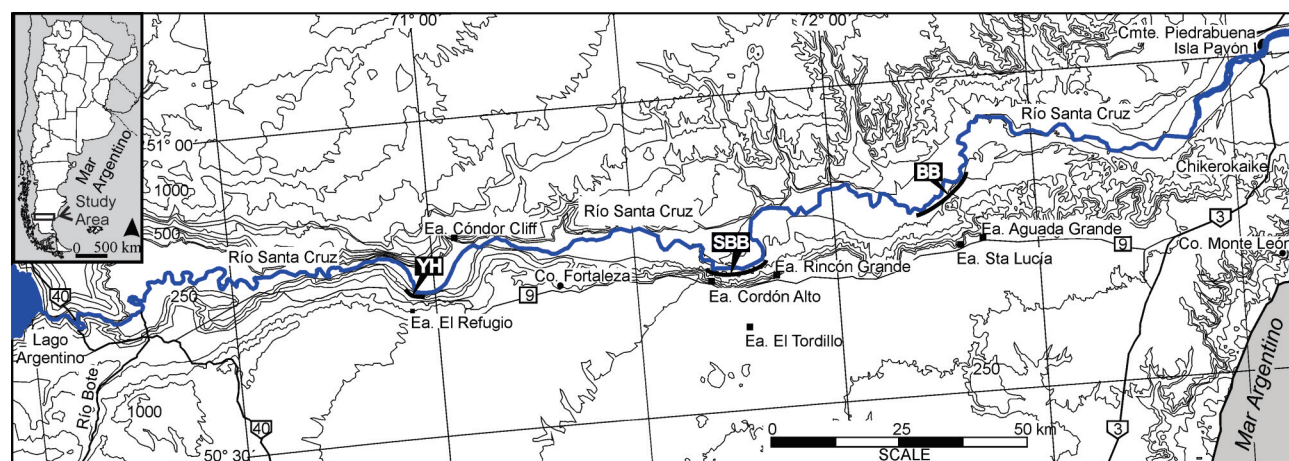 71° 00'
72° 00'
Cmte. Piedrabuena
Isla Pavón
Mar Argentino
Study
Area
0 500 km
51° 00'
1000
500
Río Santa Cruz
Chikerokaike
BB
3
Río Santa Cruz
Ea. Cóndor Cliff
Ea. Aguada Grande
9
SBB
Co. Monte León
Río Santa Cruz
YH
Ea. Rincón Grande
Ea. Sta Lucía
Co. Fortaleza
40
250
9
Ea. Cordón Alto
Ea. El Refugio
Lago
Argentino
Ea. El Tordillo
250
Río Bote
1000
Mar Argentino
40
3
0 25 50 km
SCALE
50° 30